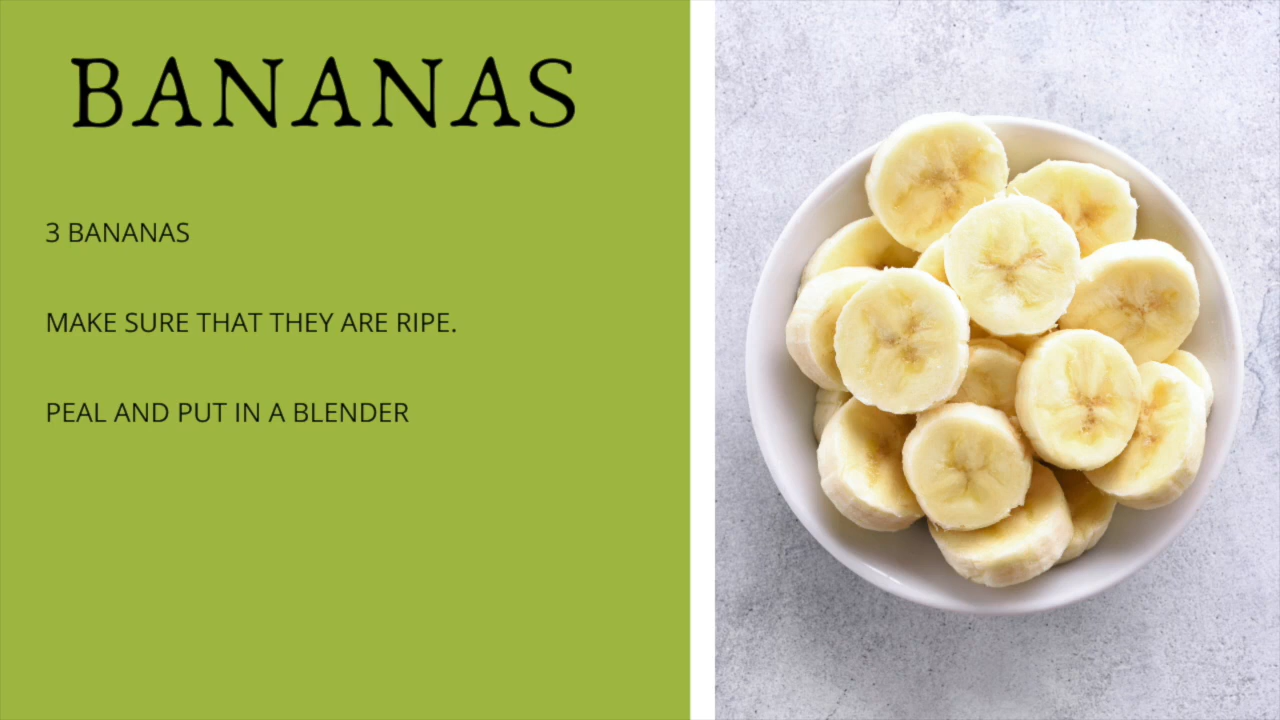 BANANAS
3 BANANAS
MAKE SURE THAT THEY ARE RIPE.
PEAL AND PUT IN A BLENDER